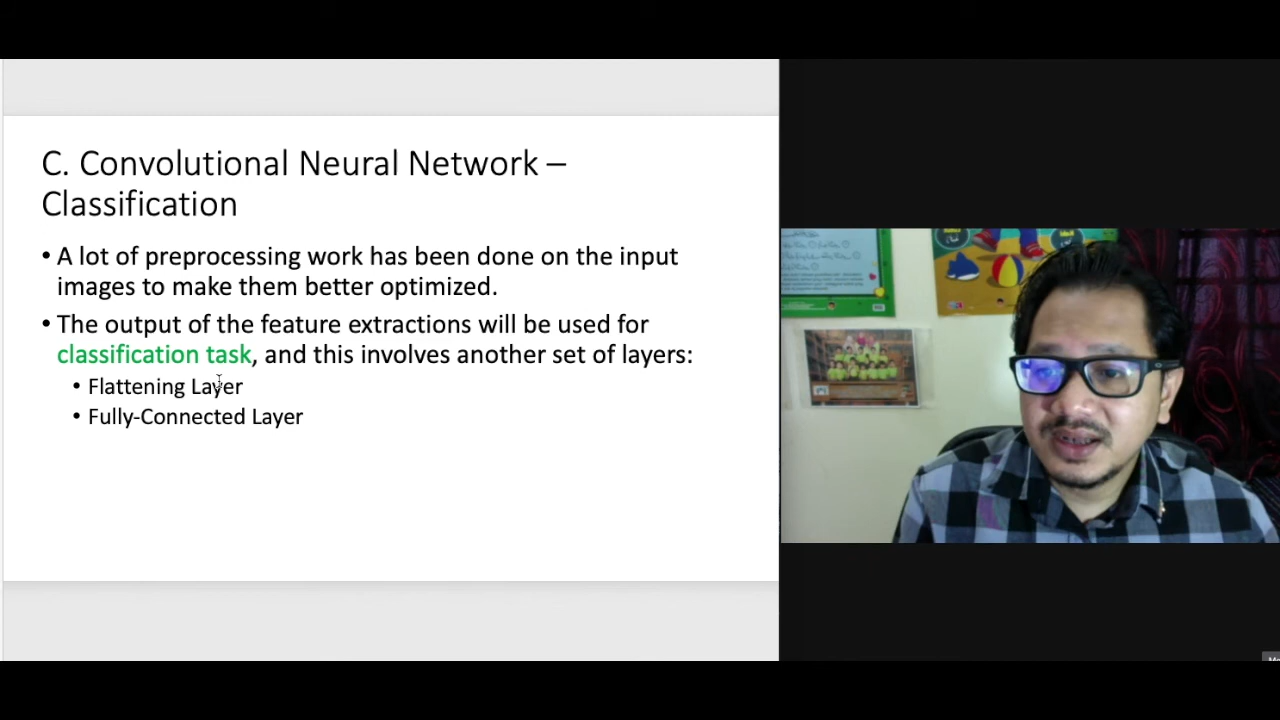 C. Convolutional Neural Network –
Classification
• A lot of preprocessing work has been done on the input
images to make them better optimized.
• The output of the feature extractions will be used for
classification task, and this involves another set of layers:
• Flattening Layer
• Fully-Connected Layer